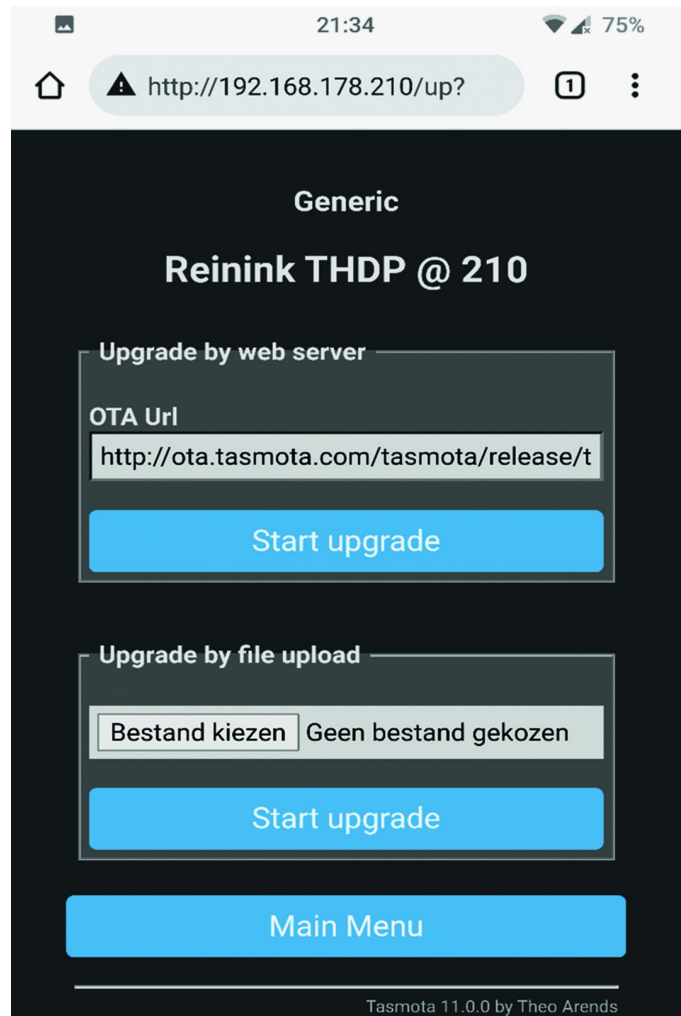 21:34
75%
http://192.168.178.210/up?
1
Generic
Reinink THDP @ 210
Upgrade by web server
OTA Url
http://ota.tasmota.com/tasmota/release/t
Start upgrade
Upgrade by file upload
Bestand kiezen Geen bestand gekozen
Start upgrade
Main Menu
Tasmota 11.0.0 by Theo Arends